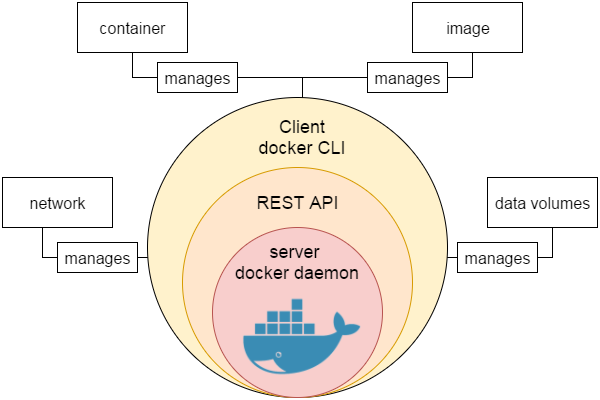 container
image
manages
manages
Client
docker CLI
network
REST API
data volumes
manages
server
docker daemon
manages